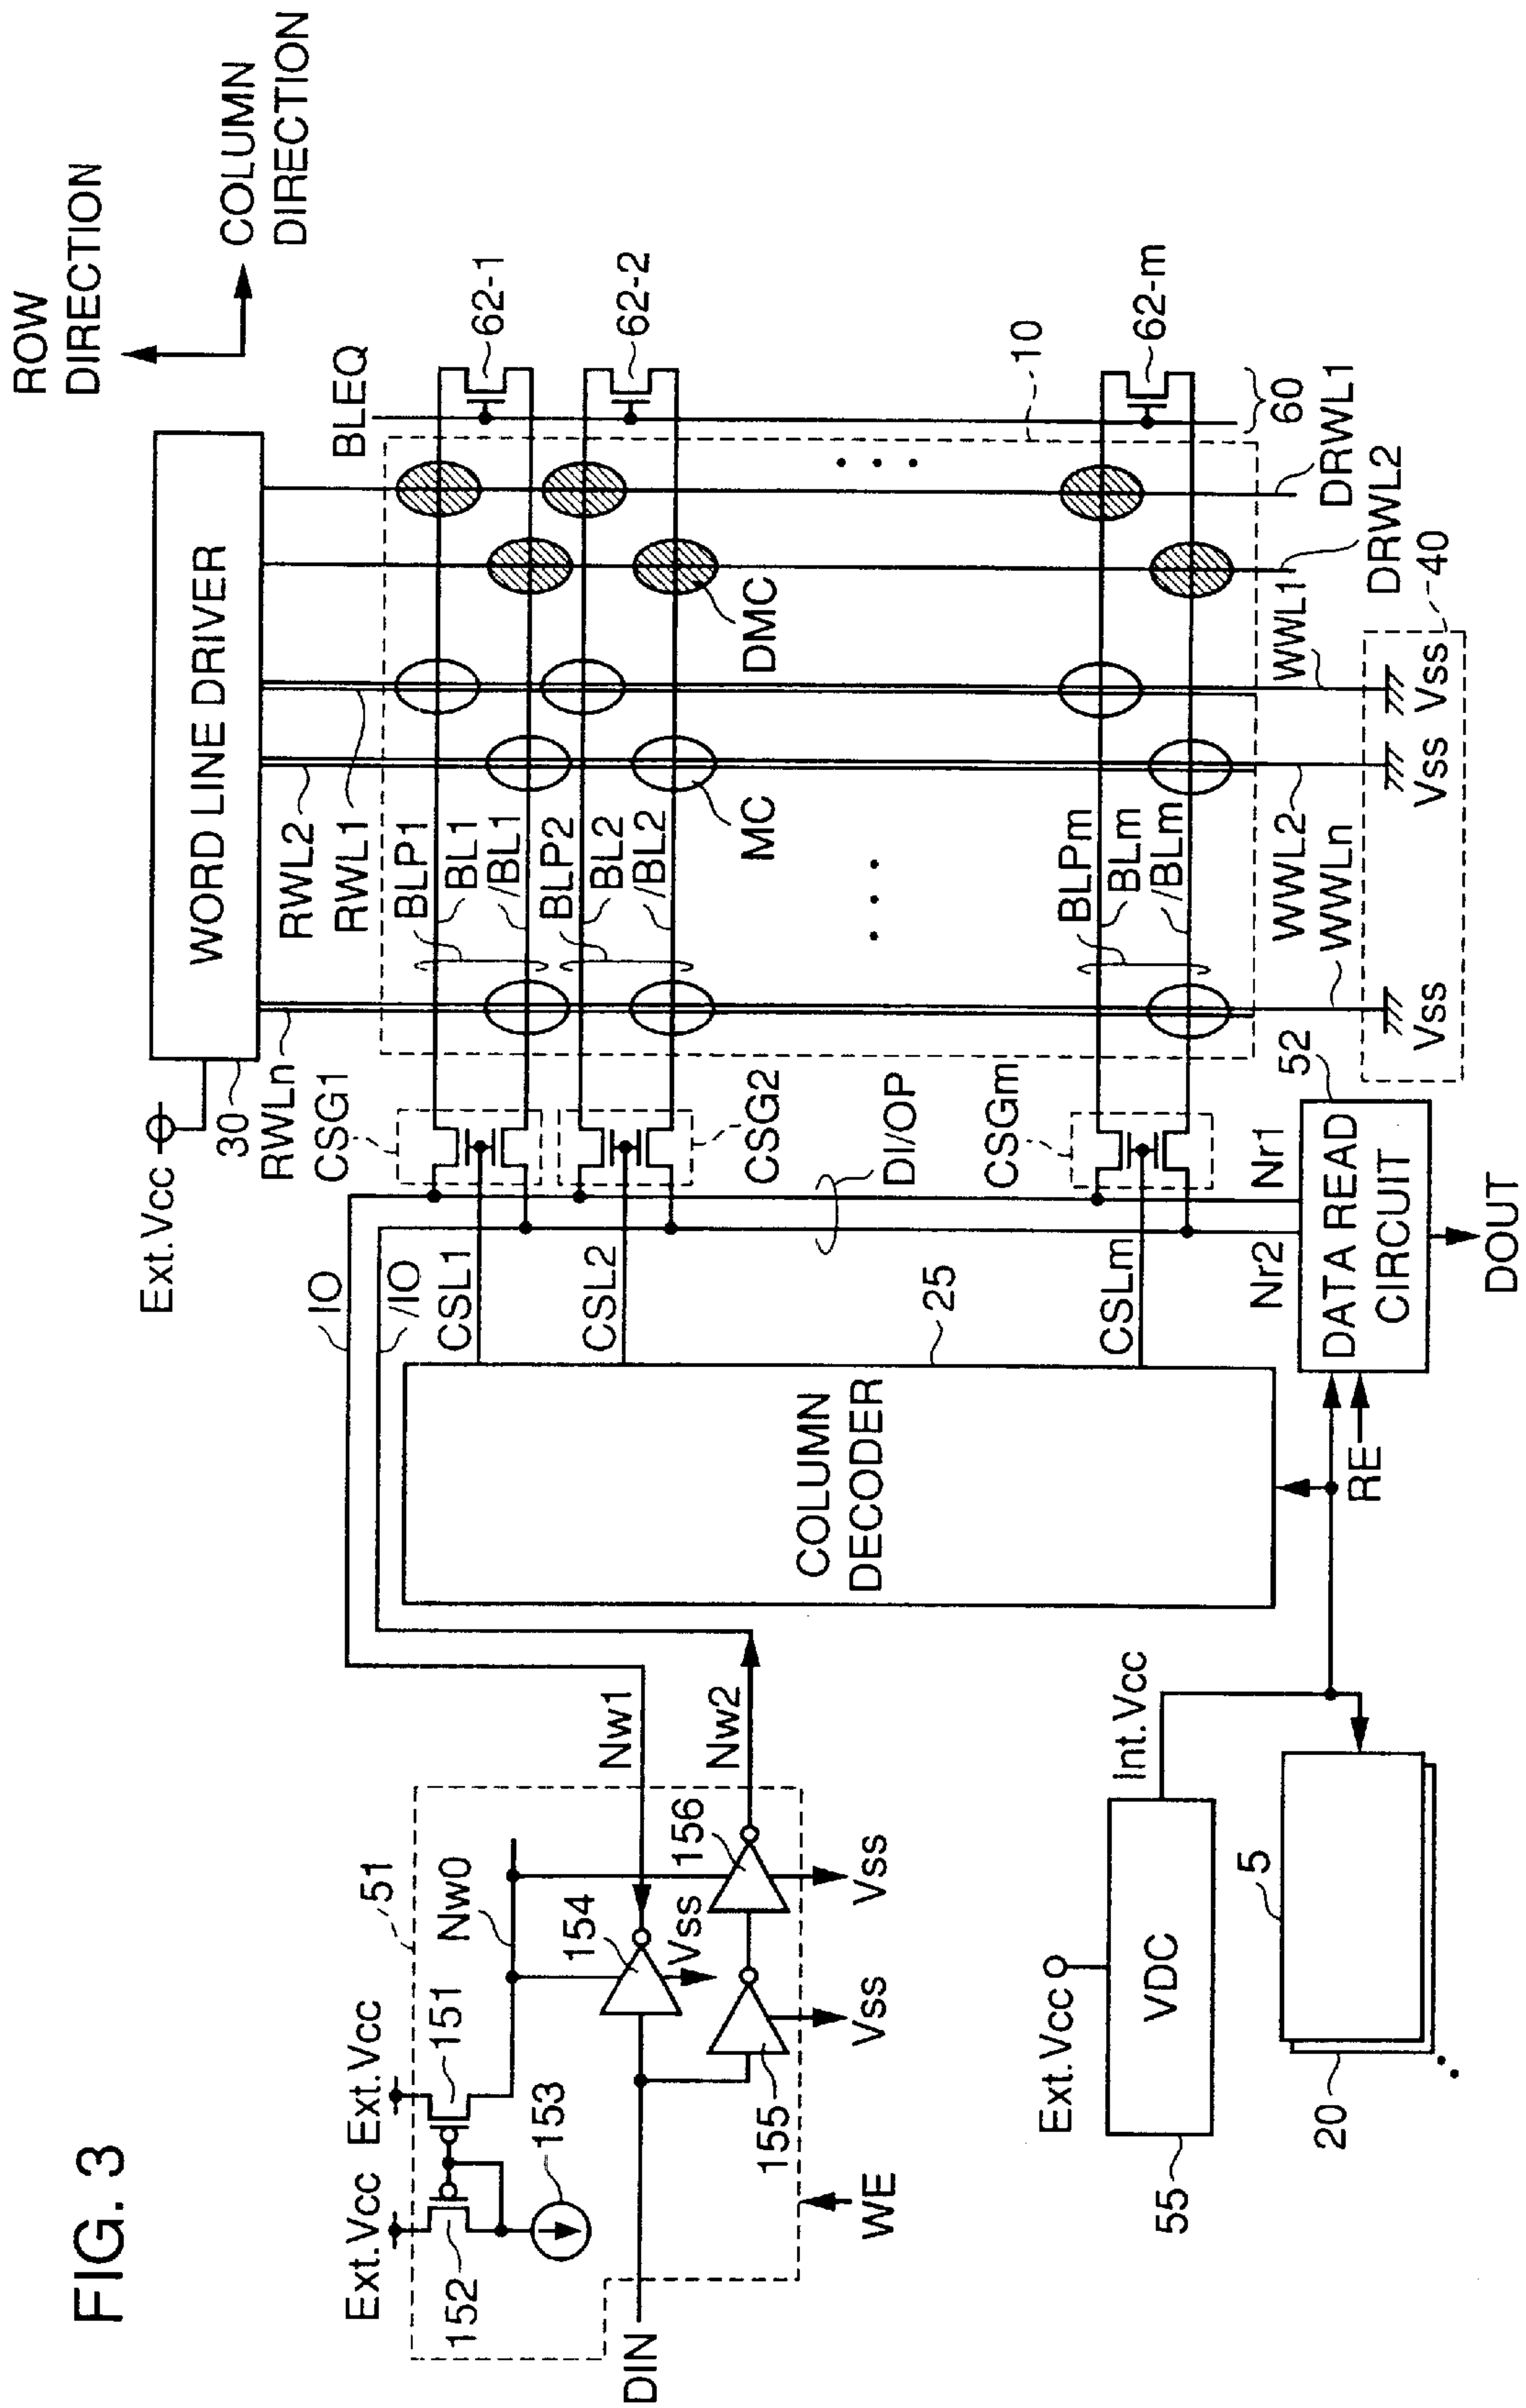 FIG. 3
ROW
DIRECTION
COLUMN
DIRECTION
Ext.Vcc
30
WORD LINE DRIVER
BLEQ
RWLn
RWL2
RWL1
CSG1
BLP1
BL1
/BL1
62-1
IO
/IO
CSL1
CSG2
BLP2
BL2
/BL2
62-2
CSL2
MC
DMC
DI/OP
25
COLUMN
DECODER
CSGm
CSLm
BLPm
BLm
/BLm
62-m
10
60
Nr1
Nr2
52
DATA READ
CIRCUIT
RE
DOUT
WWLn
WWL2
WWL1
DRWL2
DRWL1
40
Vss
Vss
Vss
Ext.Vcc
Ext.Vcc
152
151
51
153
Nw0
154
Nw1
Vss
DIN
155
156
Nw2
Vss
Vss
WE
Ext.Vcc
VDC
55
Int.Vcc
5
20